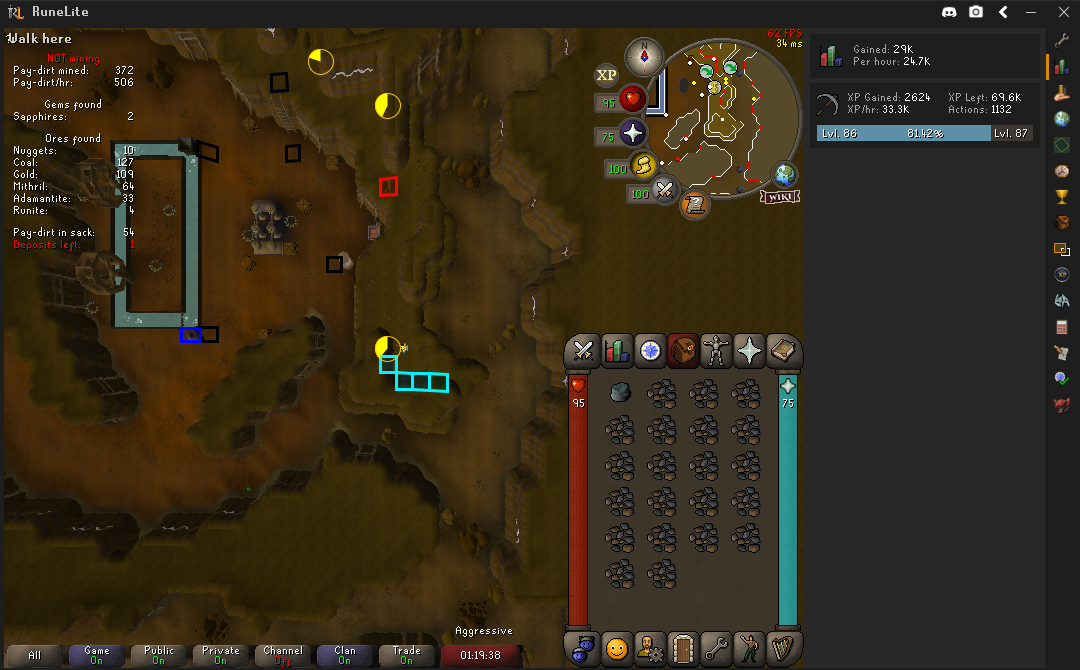 RuneLite
Walk here
NOT mining
Pay-dirt mined: 372
Pay-dirt/hr: 506
Gems found
Sapphires: 2
Ores found
Nuggets: 10
Coal: 127
Gold: 109
Mithril: 64
Adamantite: 33
Runite: 4
Pay-dirt in sack: 54
Deposits left: 1
62 FPS
34 ms
N
XP
95
75
100
100
WIKI
Gained: 29K
Per hour: 24.7K
XP Gained: 2624 XP Left: 69.6K
XP/hr: 33.3K Actions: 1132
Lvl. 86 81.42% Lvl. 87
XP
95
75
Aggressive
01:19:38
All
Game
On
Public
On
Private
On
Channel
Off
Clan
On
Trade
On